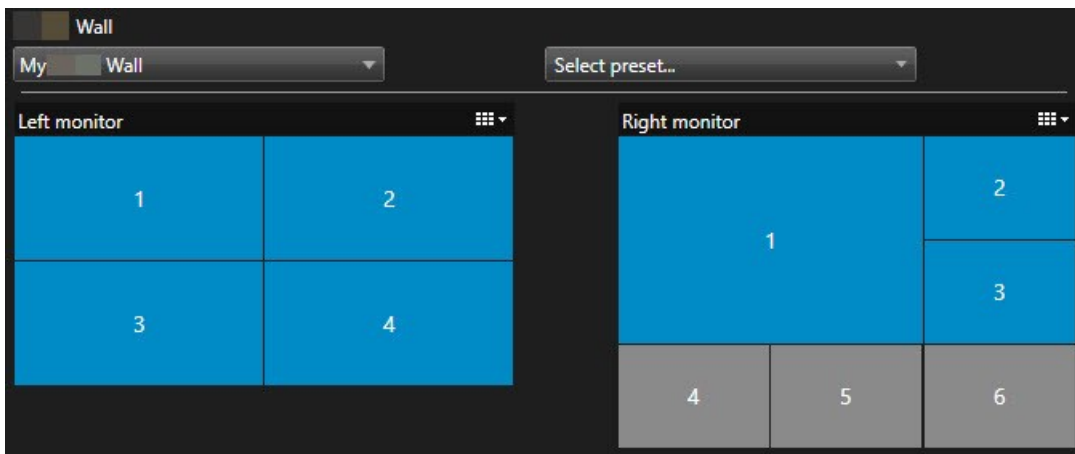 Wall
My Wall
Select preset...
Left monitor
1 2
3 4
Right monitor
1
2
3
4 5 6